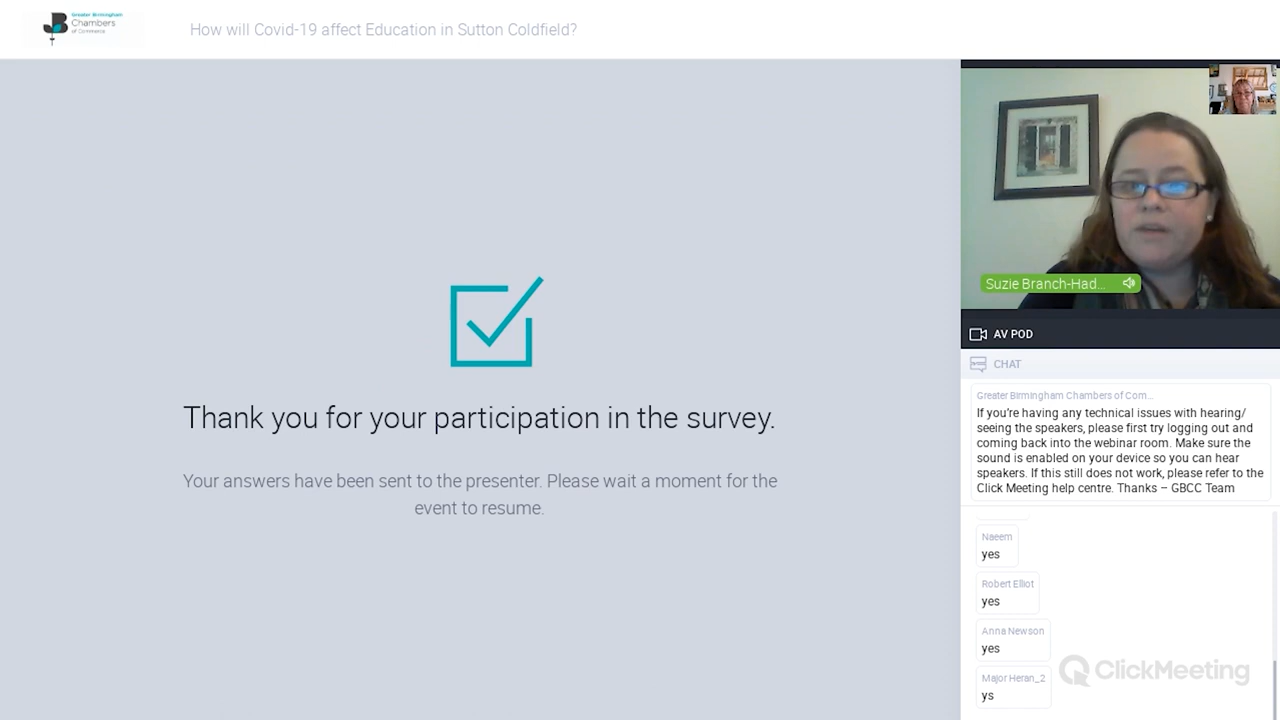 Greater Birmingham
Chambers
of Commerce
How will Covid-19 affect Education in Sutton Coldfield?
Thank you for your participation in the survey.
Your answers have been sent to the presenter. Please wait a moment for the
event to resume.
Suzie Branch-Had...
AV POD
CHAT
Greater Birmingham Chambers of Com...
If you're having any technical issues with hearing/
seeing the speakers, please first try logging out and
coming back into the webinar room. Make sure the
sound is enabled on your device so you can hear
speakers. If this still does not work, please refer to the
Click Meeting help centre. Thanks – GBCC Team
Naeem
yes
Robert Elliot
yes
Anna Newson
yes
Major Heran_2
ys
ClickMeeting